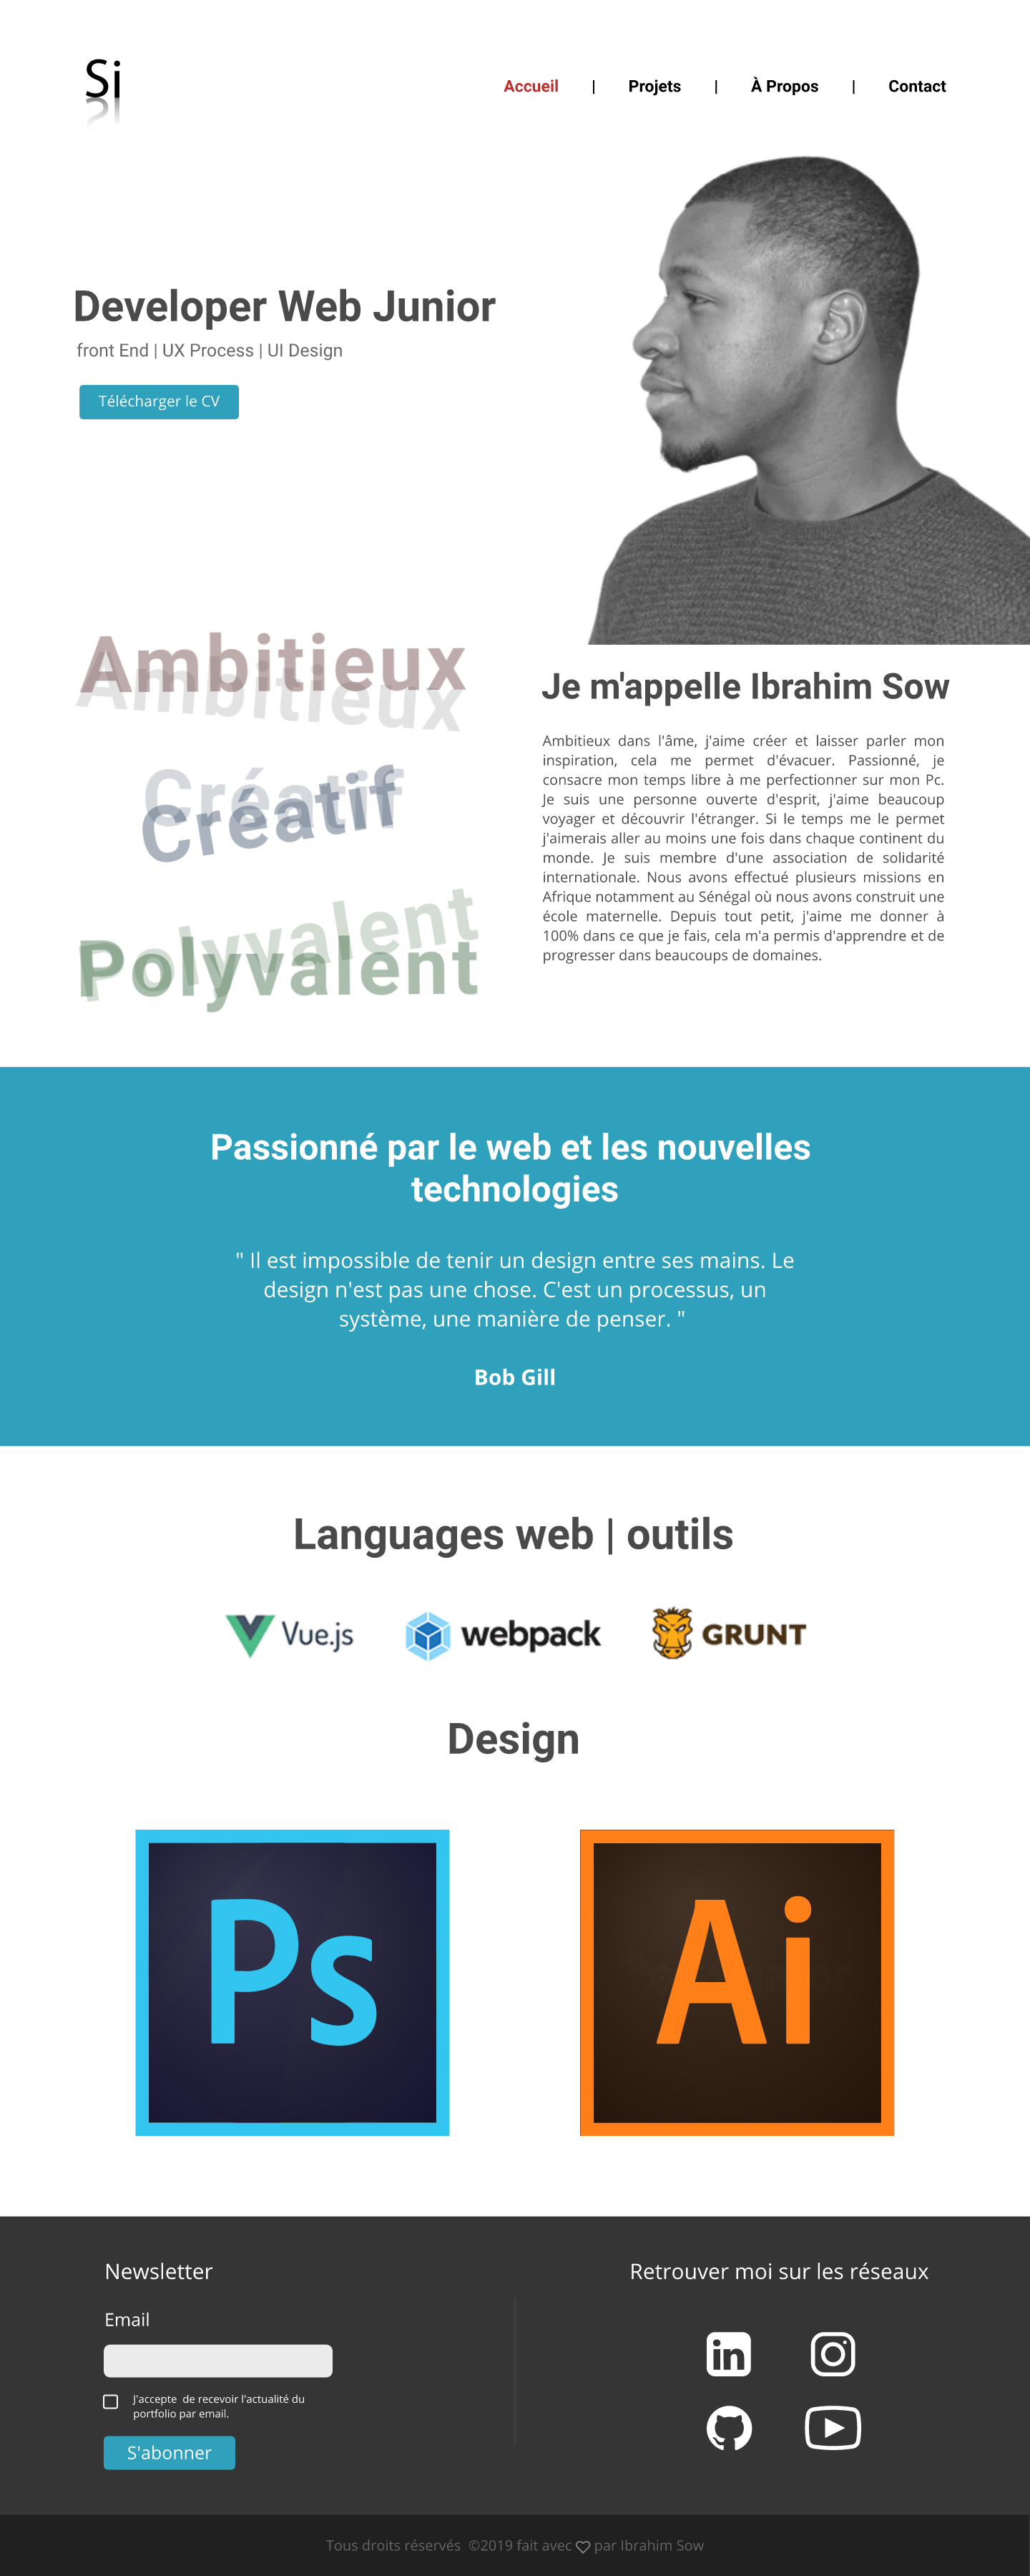 Si
Accueil | Projets | À Propos | Contact
Developer Web Junior
front End | UX Process | UI Design
Télécharger le CV
Ambitieux
Ambitieux
Créatif
Créatif
Polyvalent
Polyvalent
Je m'appelle Ibrahim Sow
Ambitieux dans l'âme, j'aime créer et laisser parler mon
inspiration, cela me permet d'évacuer. Passionné, je
consacre mon temps libre à me perfectionner sur mon Pc.
Je suis une personne ouverte d'esprit, j'aime beaucoup
voyager et découvrir l'étranger. Si le temps me le permet
j'aimerais aller au moins une fois dans chaque continent du
monde. Je suis membre d'une association de solidarité
internationale. Nous avons effectué plusieurs missions en
Afrique notamment au Sénégal où nous avons construit une
école maternelle. Depuis tout petit, j'aime me donner à
100% dans ce que je fais, cela m'a permis d'apprendre et de
progresser dans beaucoups de domaines.
Passionné par le web et les nouvelles
technologies
" Il est impossible de tenir un design entre ses mains. Le
design n'est pas une chose. C'est un processus, un
système, une manière de penser. "
Bob Gill
Languages web | outils
Vue.js
webpack
GRUNT
Design
Ps
Ai
Newsletter
Email
J'accepte de recevoir l'actualité du
portfolio par email.
S'abonner
Retrouver moi sur les réseaux
in
Tous droits réservés ©2019 fait avec ♡ par Ibrahim Sow